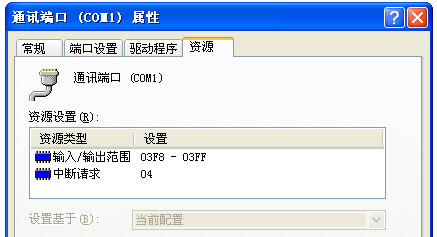 通讯端口 (COM1) 属性
常规 端口设置 驱动程序 资源
通讯端口 (COM1)
资源设置(R):
资源类型 设置
输入/输出范围 03F8 - 03FF
中断请求 04
设置基于(B): 当前配置